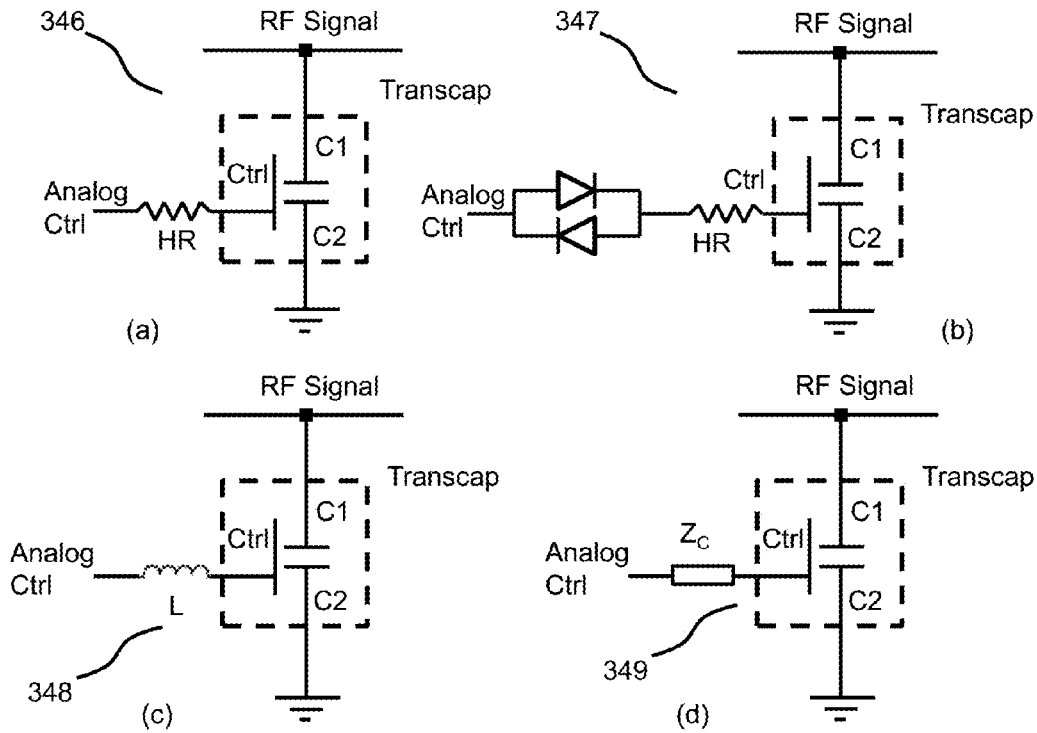 346
RF Signal
Transcap
C1
Ctrl
Analog
Ctrl
HR
C2
(a)
347
RF Signal
Transcap
C1
Ctrl
Analog
Ctrl
HR
C2
(b)
RF Signal
Transcap
C1
Ctrl
Analog
Ctrl
L
C2
348
(c)
RF Signal
Transcap
C1
Ctrl
ZC
Analog
Ctrl
C2
349
(d)